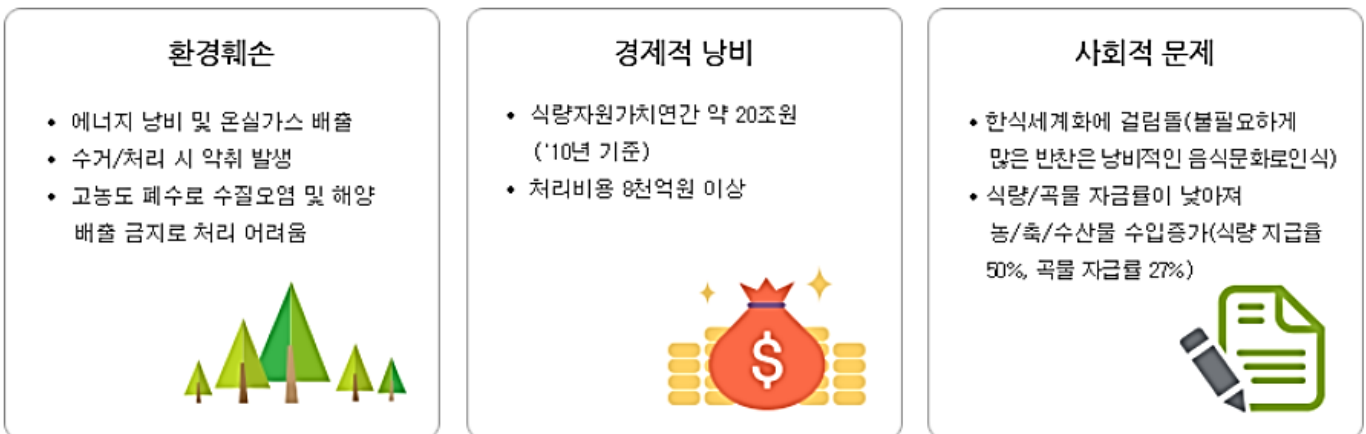 환경훼손
• 에너지 낭비 및 온실가스 배출
• 수거/처리 시 악취 발생
• 고농도 폐수로 수질오염 및 해양
배출 금지로 처리 어려움
경제적 낭비
• 식량자원가치연간 약 20조원
('10년 기준)
• 처리비용 8천억원 이상
$
사회적 문제
• 한식세계화에 걸림돌(불필요하게
많은 반찬은 낭비적인 음식문화로인식)
• 식량/곡물 자급률이 낮아져
농/축/수산물 수입증가(식량 지급율
50%, 곡물 자급률 27%)